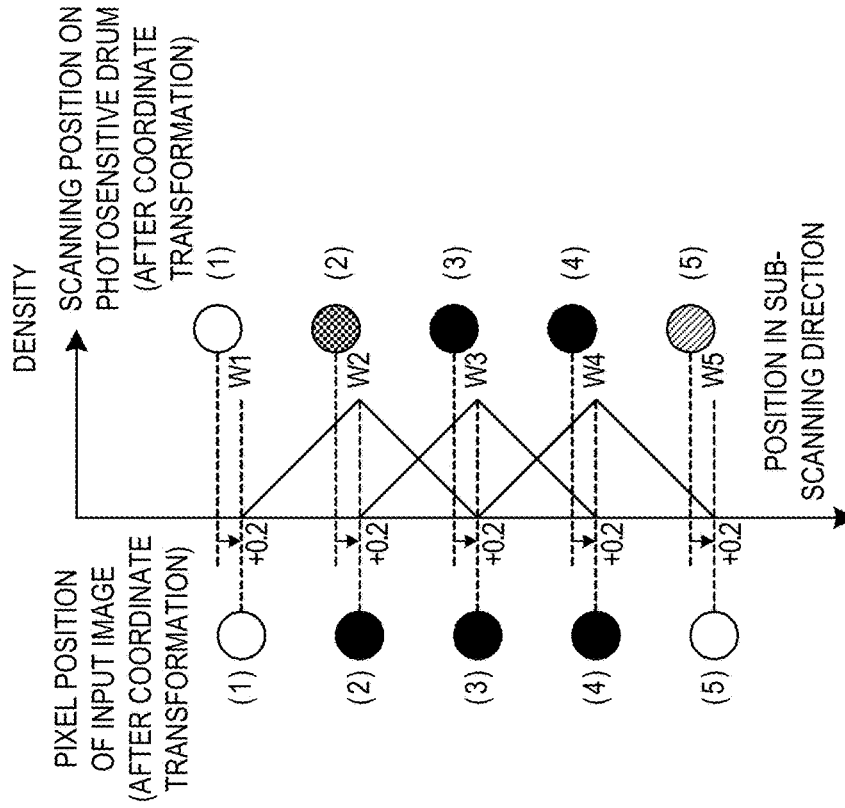 DENSITY
PIXEL POSITION
OF INPUT IMAGE
(AFTER COORDINATE
TRANSFORMATION)
SCANNING POSITION ON
PHOTOSENSITIVE DRUM
(AFTER COORDINATE
TRANSFORMATION)
(1)
+0.2
W1
(1)
(2)
+0.2
W2
(2)
(3)
+0.2
W3
(3)
(4)
+0.2
W4
(4)
(5)
+0.2
W5
(5)
POSITION IN SUB-
SCANNING DIRECTION